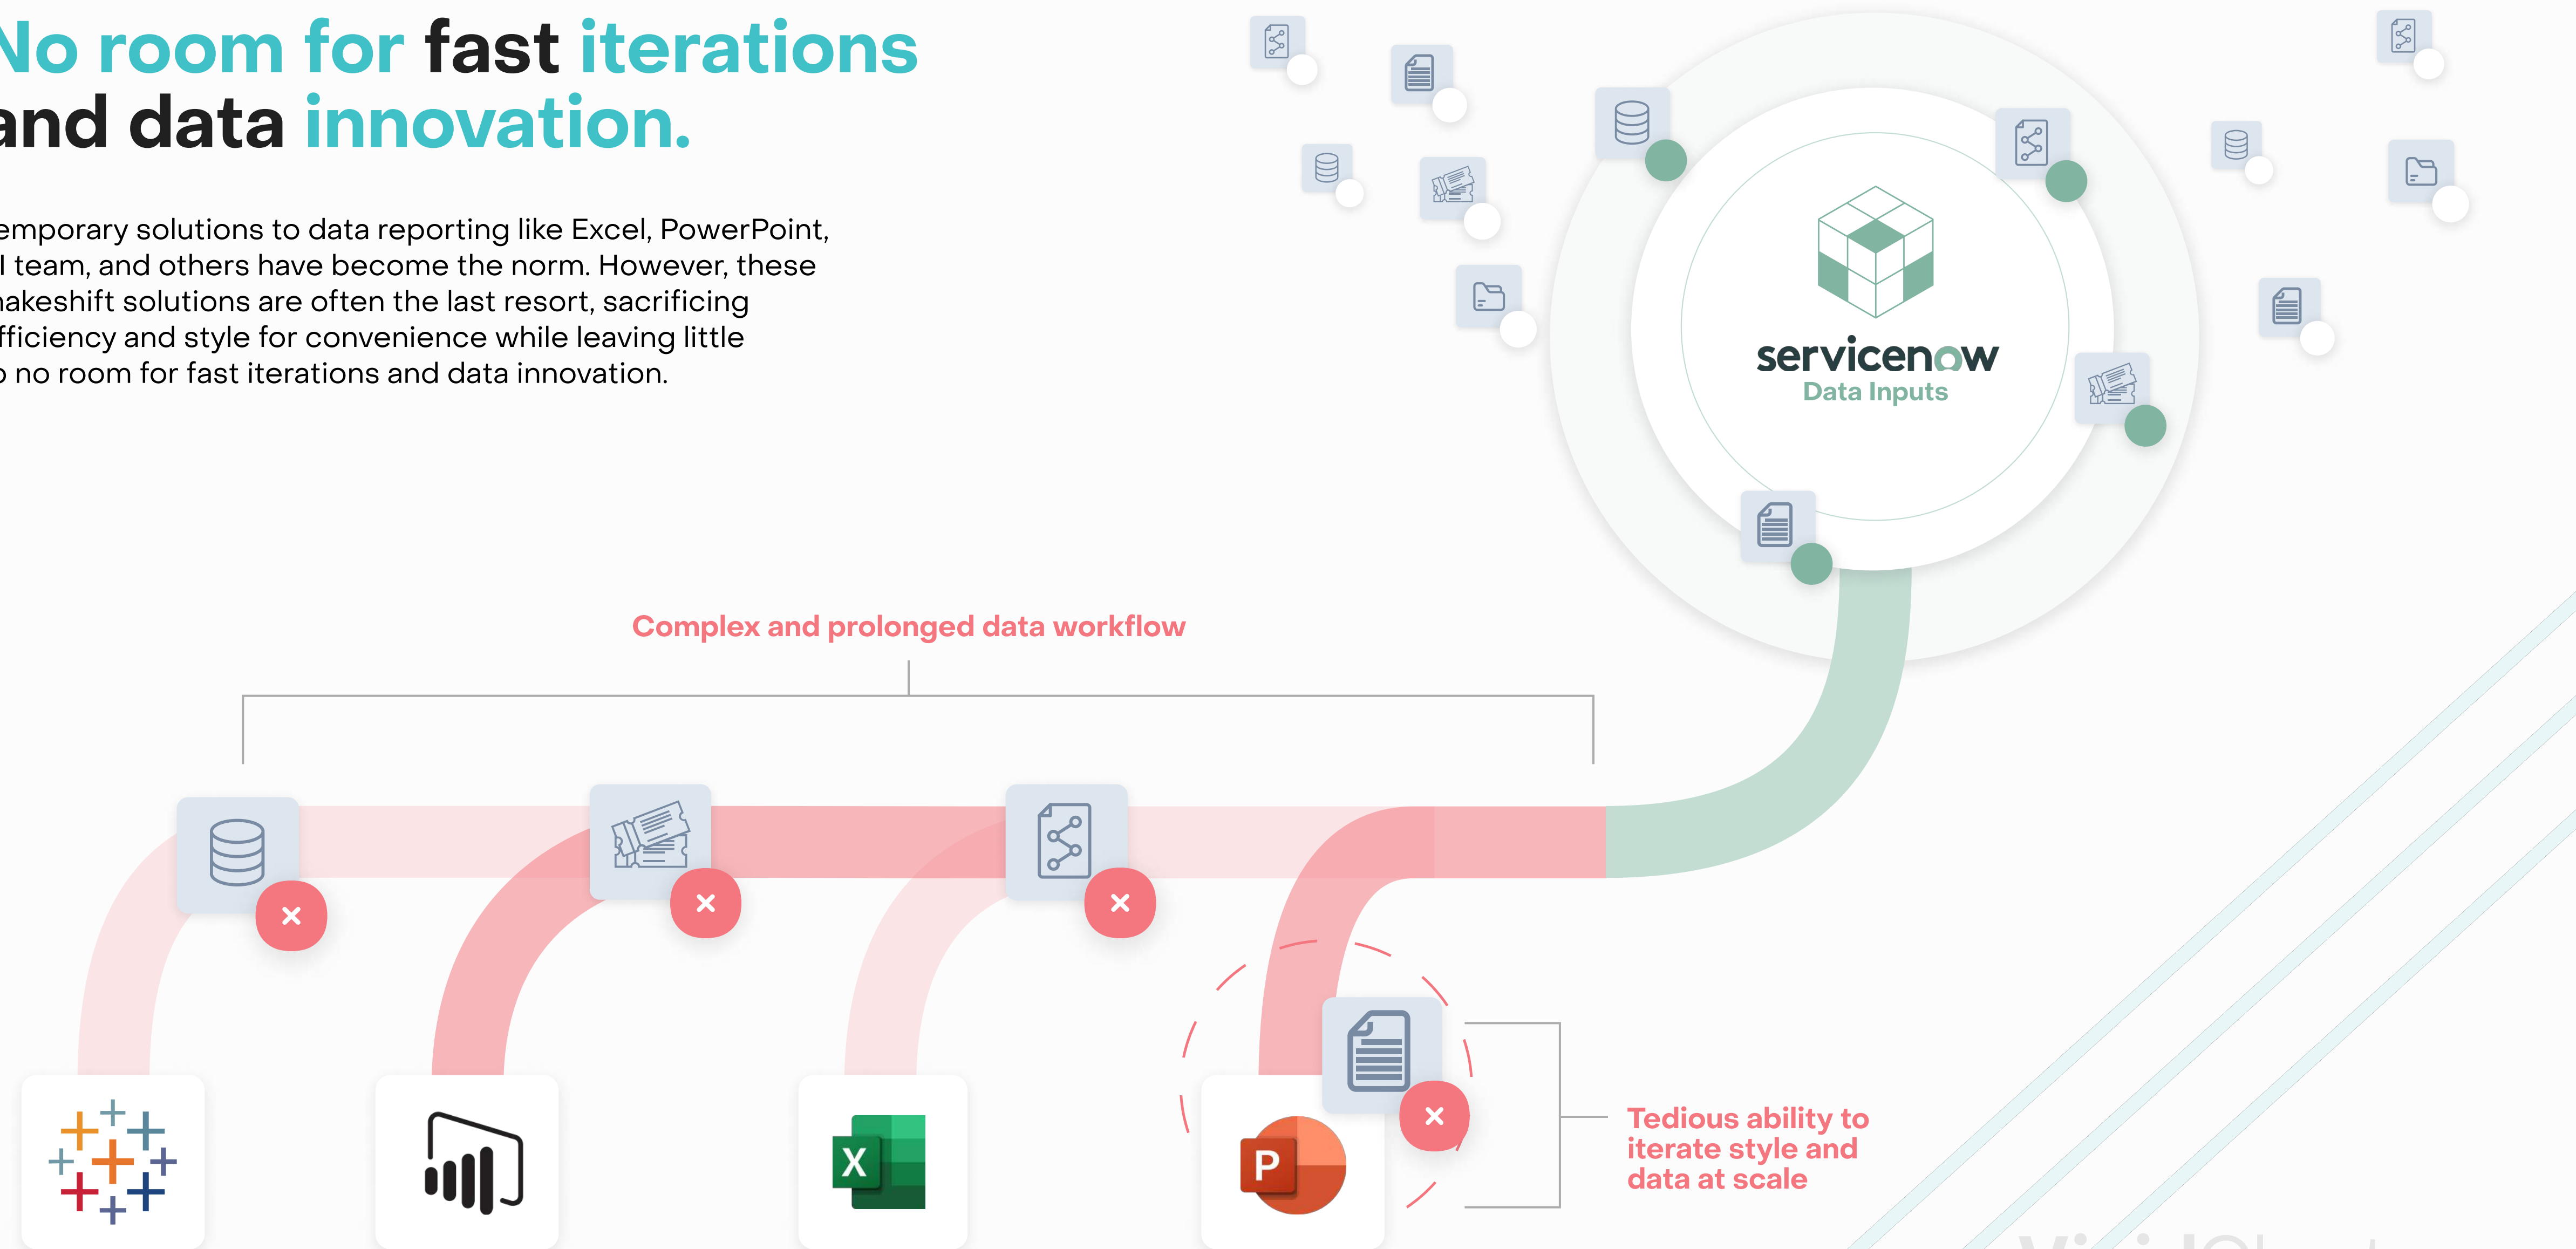 No room for fast iterations
and data innovation.
emporary solutions to data reporting like Excel, PowerPoint,
I team, and others have become the norm. However, these
makeshift solutions are often the last resort, sacrificing
fficiency and style for convenience while leaving little
o no room for fast iterations and data innovation.
servicenow
Data Inputs
Complex and prolonged data workflow
X
P
Tedious ability to
iterate style and
data at scale